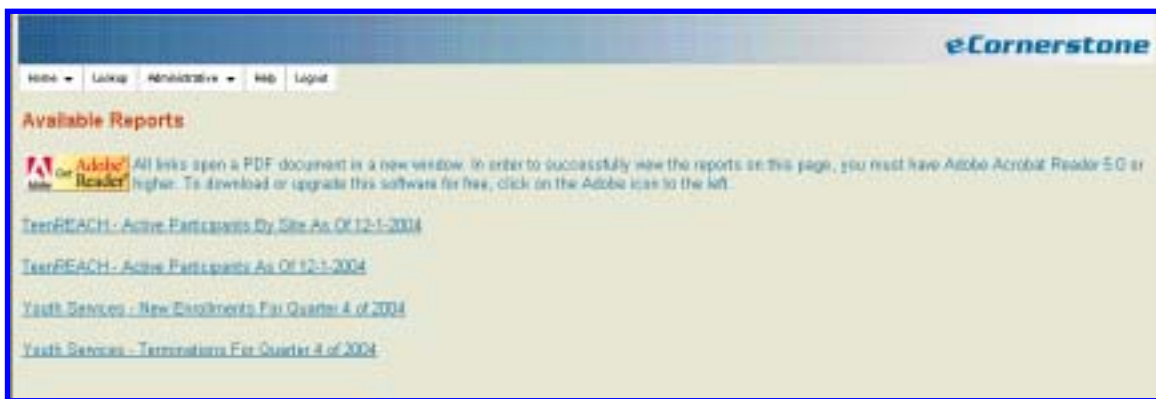 eCornerstone
Home Lookup Administrative Help Logout
Available Reports
Adobe Get Adobe Reader All links open a PDF document in a new window. In order to successfully view the reports on this page, you must have Adobe Acrobat Reader 5.0 or
higher. To download or upgrade this software for free, click on the Adobe icon to the left.
TeenREACH - Active Participants By Site As Of 12-1-2004
TeenREACH - Active Participants As Of 12-1-2004
Youth Services - New Enrollments For Quarter 4 of 2004
Youth Services - Terminations For Quarter 4 of 2004